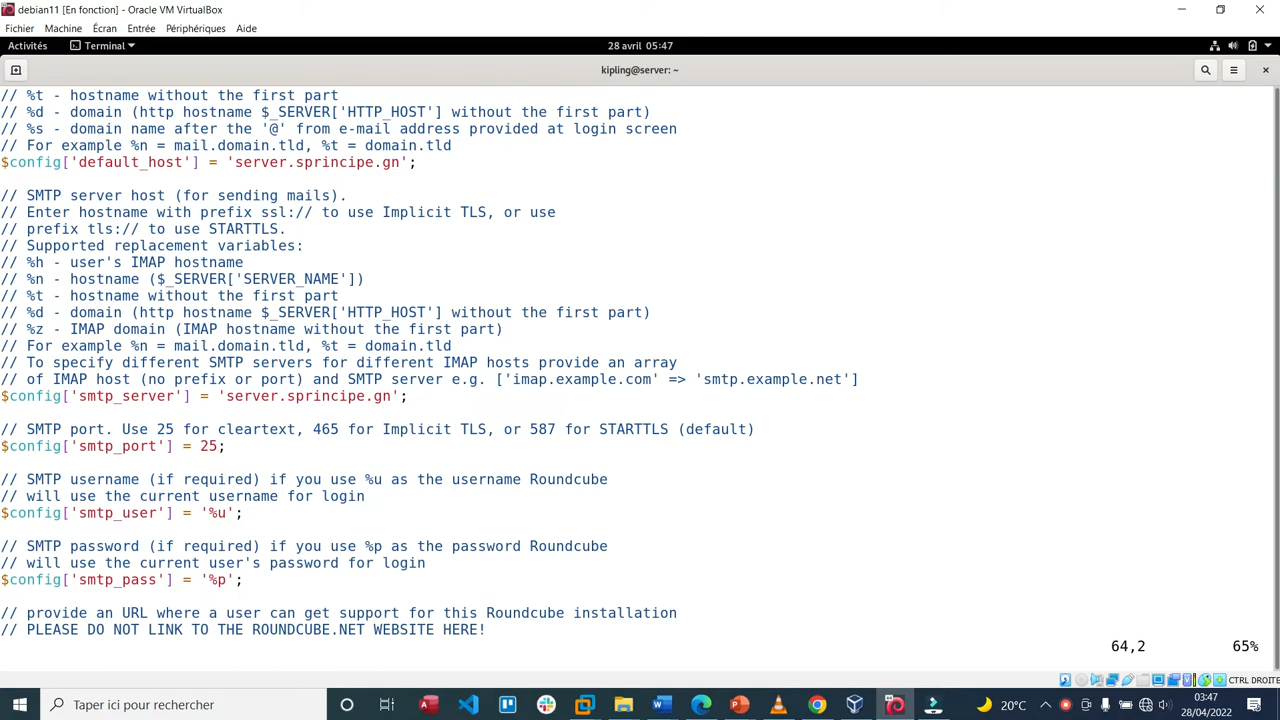 debian11 [En fonction] - Oracle VM VirtualBox
Fichier Machine Écran Entrée Périphériques Aide
Activités Terminal 28 avril 05:47
kipling@server: ~
// %t - hostname without the first part
// %d - domain (http hostname $_SERVER['HTTP_HOST'] without the first part)
// %s - domain name after the '@' from e-mail address provided at login screen
// For example %n = mail.domain.tld, %t = domain.tld
$config['default_host'] = 'server.sprincipe.gn';
// SMTP server host (for sending mails).
// Enter hostname with prefix ssl:// to use Implicit TLS, or use
// prefix tls:// to use STARTTLS.
// Supported replacement variables:
// %h - user's IMAP hostname
// %n - hostname ($_SERVER['SERVER_NAME'])
// %t - hostname without the first part
// %d - domain (http hostname $_SERVER['HTTP_HOST'] without the first part)
// %z - IMAP domain (IMAP hostname without the first part)
// For example %n = mail.domain.tld, %t = domain.tld
// To specify different SMTP servers for different IMAP hosts provide an array
// of IMAP host (no prefix or port) and SMTP server e.g. ['imap.example.com' => 'smtp.example.net']
$config['smtp_server'] = 'server.sprincipe.gn';
// SMTP port. Use 25 for cleartext, 465 for Implicit TLS, or 587 for STARTTLS (default)
$config['smtp_port'] = 25;
// SMTP username (if required) if you use %u as the username Roundcube
// will use the current username for login
$config['smtp_user'] = '%u';
// SMTP password (if required) if you use %p as the password Roundcube
// will use the current user's password for login
$config['smtp_pass'] = '%p';
// provide an URL where a user can get support for this Roundcube installation
// PLEASE DO NOT LINK TO THE ROUNDCUBE.NET WEBSITE HERE!
64,2 65%
CTRL DROITE
Taper ici pour rechercher
20°C
03:47
28/04/2022